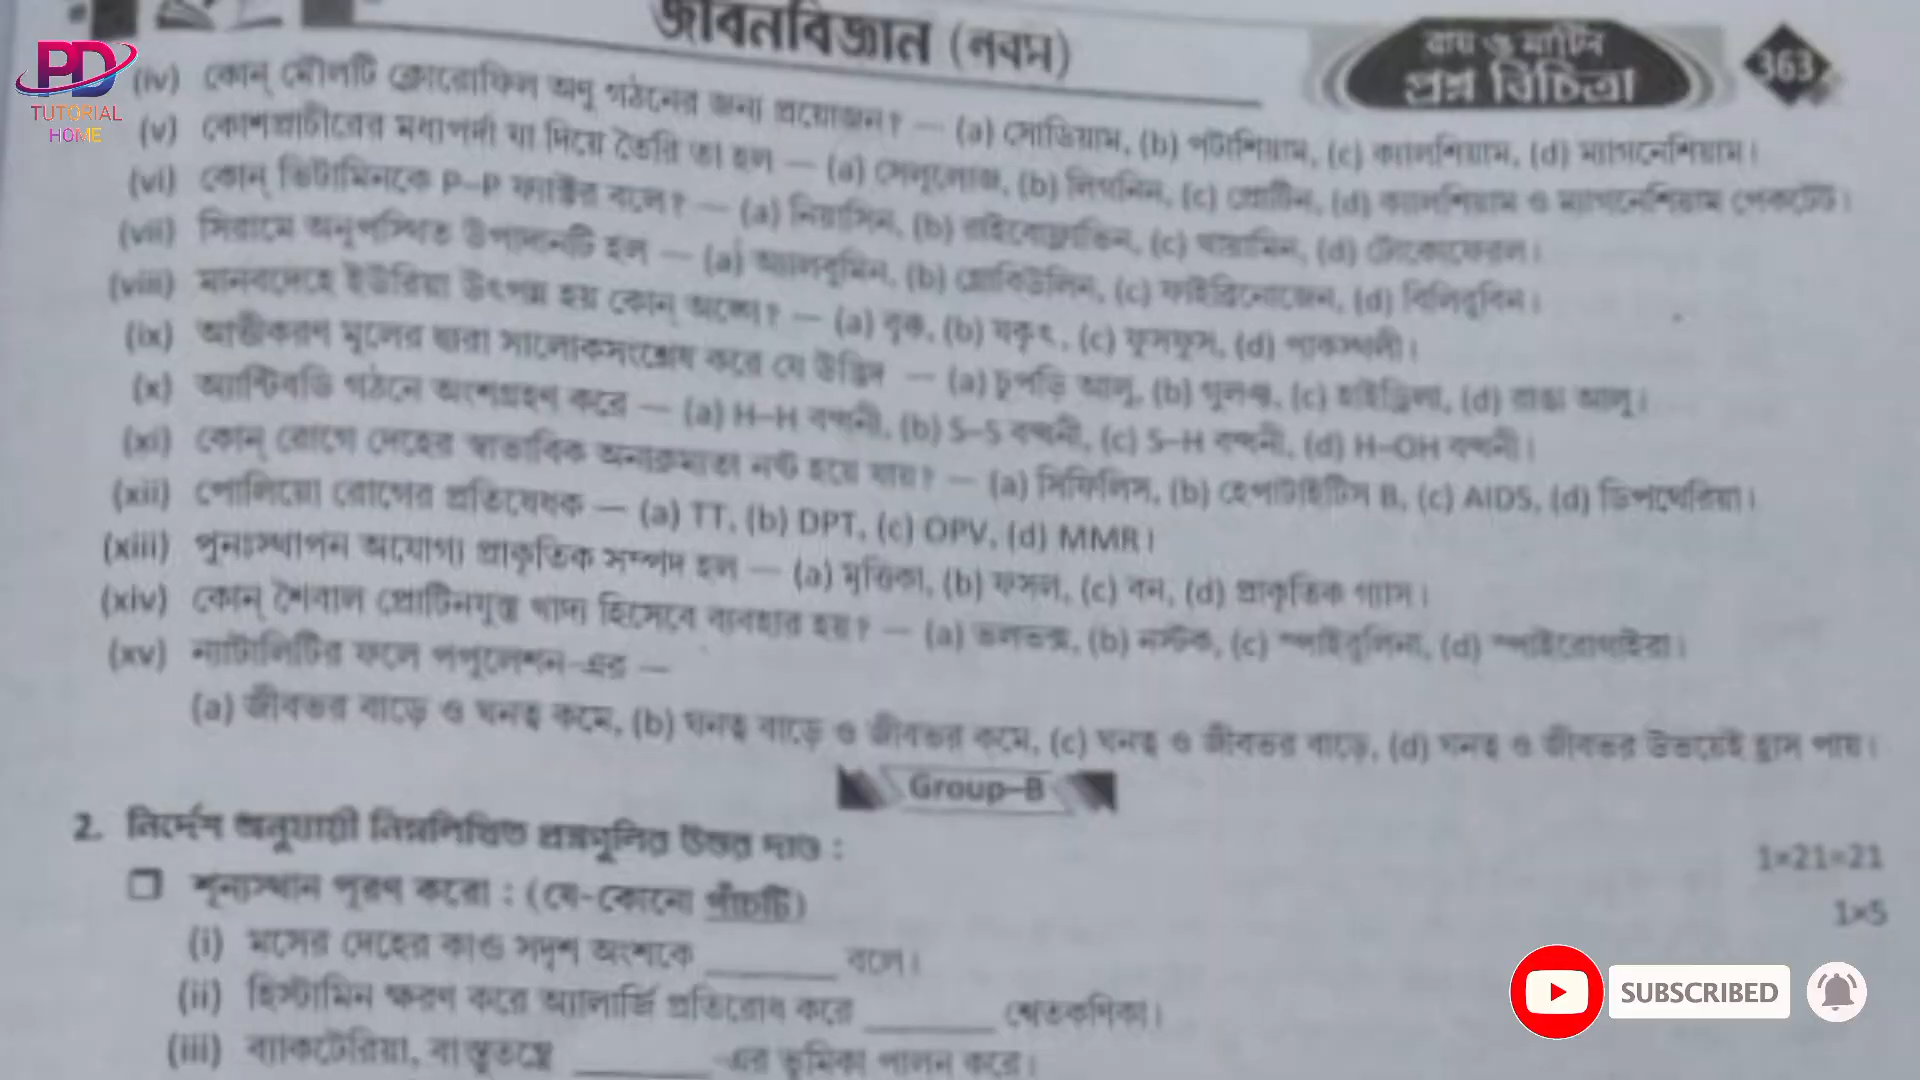 জীবনবিজ্ঞান (নবম)
রায় ও মার্টিন
প্রশ্ন বিচিত্রা
363
PD
TUTORIAL
HOME
(iv) কোন্ মৌলটি ক্লোরোফিল অণু গঠনের জন্য প্রয়োজন? — (a) সোডিয়াম, (b) পটাশিয়াম, (c) ক্যালশিয়াম, (d) ম্যাগনেশিয়াম।
(v) কোশপ্রাচীরের মধ্যপর্দা যা দিয়ে তৈরি তা হল — (a) সেলুলোজ, (b) লিগনিন, (c) প্রোটিন, (d) ক্যালশিয়াম ও ম্যাগনেশিয়াম পেকটেট।
(vi) কোন্ ভিটামিনকে P–P ফ্যাক্টর বলে? — (a) নিয়াসিন, (b) রাইবোফ্ল্যাভিন, (c) থায়ামিন, (d) টোকোফেরল।
(vii) সিরামে অনুপস্থিত উপাদানটি হল — (a) অ্যালবুমিন, (b) গ্লোবিউলিন, (c) ফাইব্রিনোজেন, (d) বিলিরুবিন।
(viii) মানবদেহে ইউরিয়া উৎপন্ন হয় কোন্ অঙ্গে? — (a) বৃক্ক, (b) যকৃৎ, (c) ফুসফুস, (d) পাকস্থলী।
(ix) আত্তীকরণ মূলের দ্বারা সালোকসংশ্লেষ করে যে উদ্ভিদ — (a) চুপড়ি আলু, (b) গুলঞ্চ, (c) হাইড্রিলা, (d) রাঙা আলু।
(x) অ্যান্টিবডি গঠনে অংশগ্রহণ করে — (a) H–H বন্ধনী, (b) S–S বন্ধনী, (c) S–H বন্ধনী, (d) H–OH বন্ধনী।
(xi) কোন্ রোগে দেহের স্বাভাবিক অনাক্রম্যতা নষ্ট হয়ে যায়? — (a) সিফিলিস, (b) হেপাটাইটিস B, (c) AIDS, (d) ডিপথেরিয়া।
(xii) পোলিয়ো রোগের প্রতিষেধক — (a) TT, (b) DPT, (c) OPV, (d) MMR।
(xiii) পুনঃস্থাপন অযোগ্য প্রাকৃতিক সম্পদ হল — (a) মৃত্তিকা, (b) ফসল, (c) বন, (d) প্রাকৃতিক গ্যাস।
(xiv) কোন্ শৈবাল প্রোটিনযুক্ত খাদ্য হিসেবে ব্যবহার হয়? — (a) ভলভক্স, (b) নস্টক, (c) স্পাইরুলিনা, (d) স্পাইরোগাইরা।
(xv) ন্যাটালিটির ফলে পপুলেশন-এর —
(a) জীবভর বাড়ে ও ঘনত্ব কমে, (b) ঘনত্ব বাড়ে ও জীবভর কমে, (c) ঘনত্ব ও জীবভর বাড়ে, (d) ঘনত্ব ও জীবভর উভয়েই হ্রাস পায়।
Group–B
2. নির্দেশ অনুযায়ী নিম্নলিখিত প্রশ্নগুলির উত্তর দাও : 1×21=21
❒ শূন্যস্থান পূরণ করো : (যে-কোনো পাঁচটি) 1×5
(i) মসের দেহের কাণ্ড সদৃশ অংশকে ________ বলে।
(ii) হিস্টামিন ক্ষরণ করে অ্যালার্জি প্রতিরোধ করে ________ শ্বেতকণিকা।
(iii) ব্যাকটেরিয়া, বাস্তুতন্ত্রে ________ -এর ভূমিকা পালন করে।
SUBSCRIBED